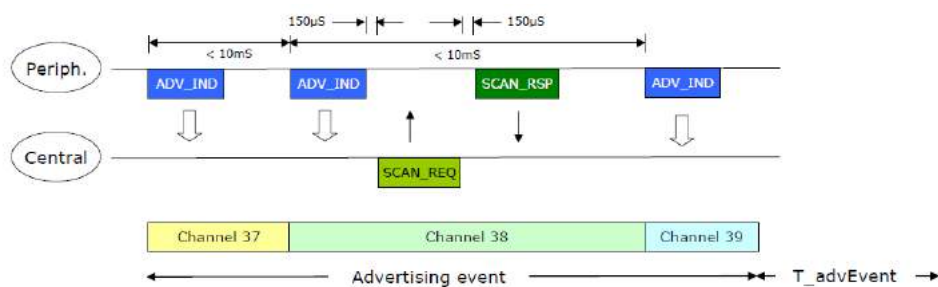 150µS 150µS
< 10mS < 10mS
Periph.
ADV_IND ADV_IND SCAN_RSP ADV_IND
Central
SCAN_REQ
Channel 37 Channel 38 Channel 39
Advertising event T_advEvent